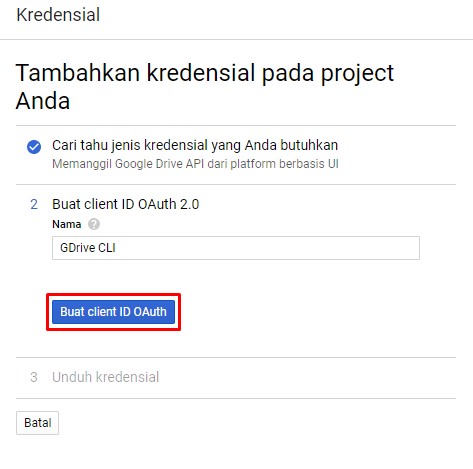 Kredensial
Tambahkan kredensial pada project
Anda
Cari tahu jenis kredensial yang Anda butuhkan
Memanggil Google Drive API dari platform berbasis UI
2 Buat client ID OAuth 2.0
Nama ?
GDrive CLI
Buat client ID OAuth
3 Unduh kredensial
Batal